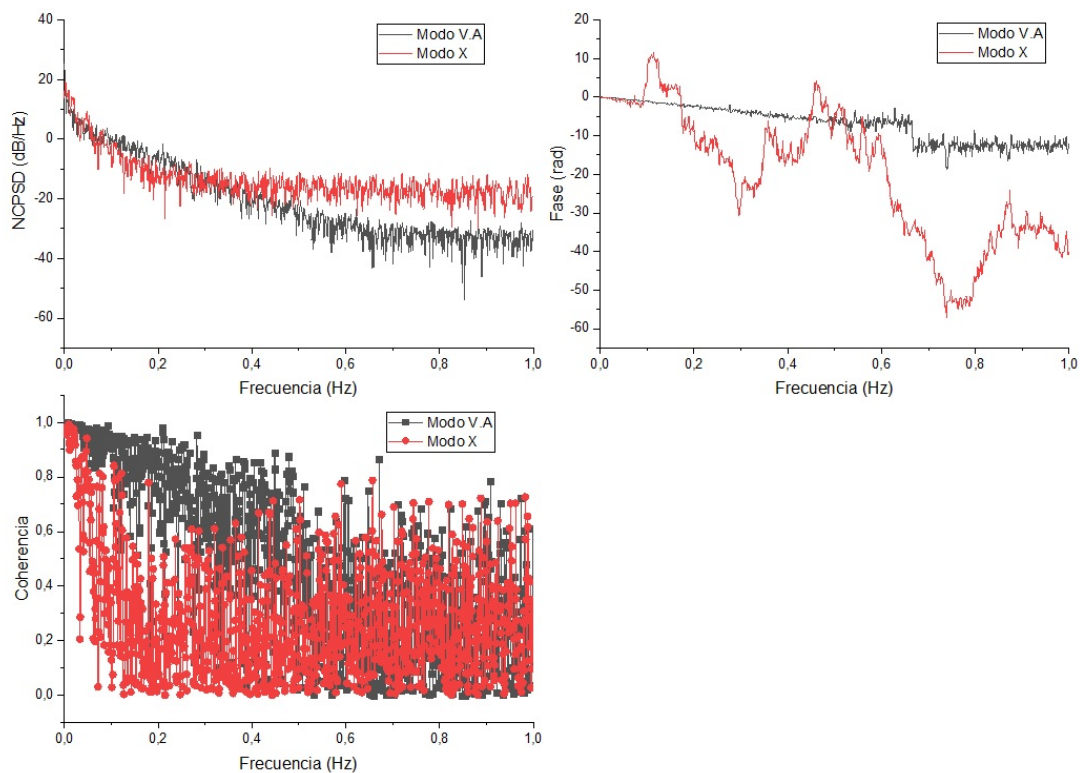 40
20
0
-20
-40
-60
NCPSD (dB/Hz)
0,0 0,2 0,4 0,6 0,8 1,0
Frecuencia (Hz)
Modo V.A
Modo X
20
10
0
-10
-20
-30
-40
-50
-60
Fase (rad)
0,0 0,2 0,4 0,6 0,8 1,0
Frecuencia (Hz)
Modo V.A
Modo X
1,0
0,8
0,6
0,4
0,2
0,0
Coherencia
0,0 0,2 0,4 0,6 0,8 1,0
Frecuencia (Hz)
Modo V.A
Modo X